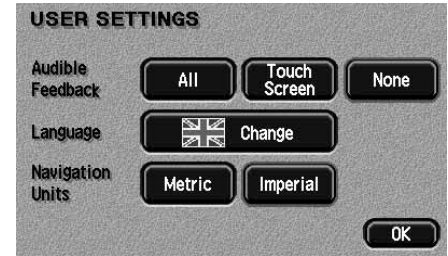 USER SETTINGS
Audible
Feedback
All
Touch
Screen
None
Language
Change
Navigation
Units
Metric
Imperial
OK